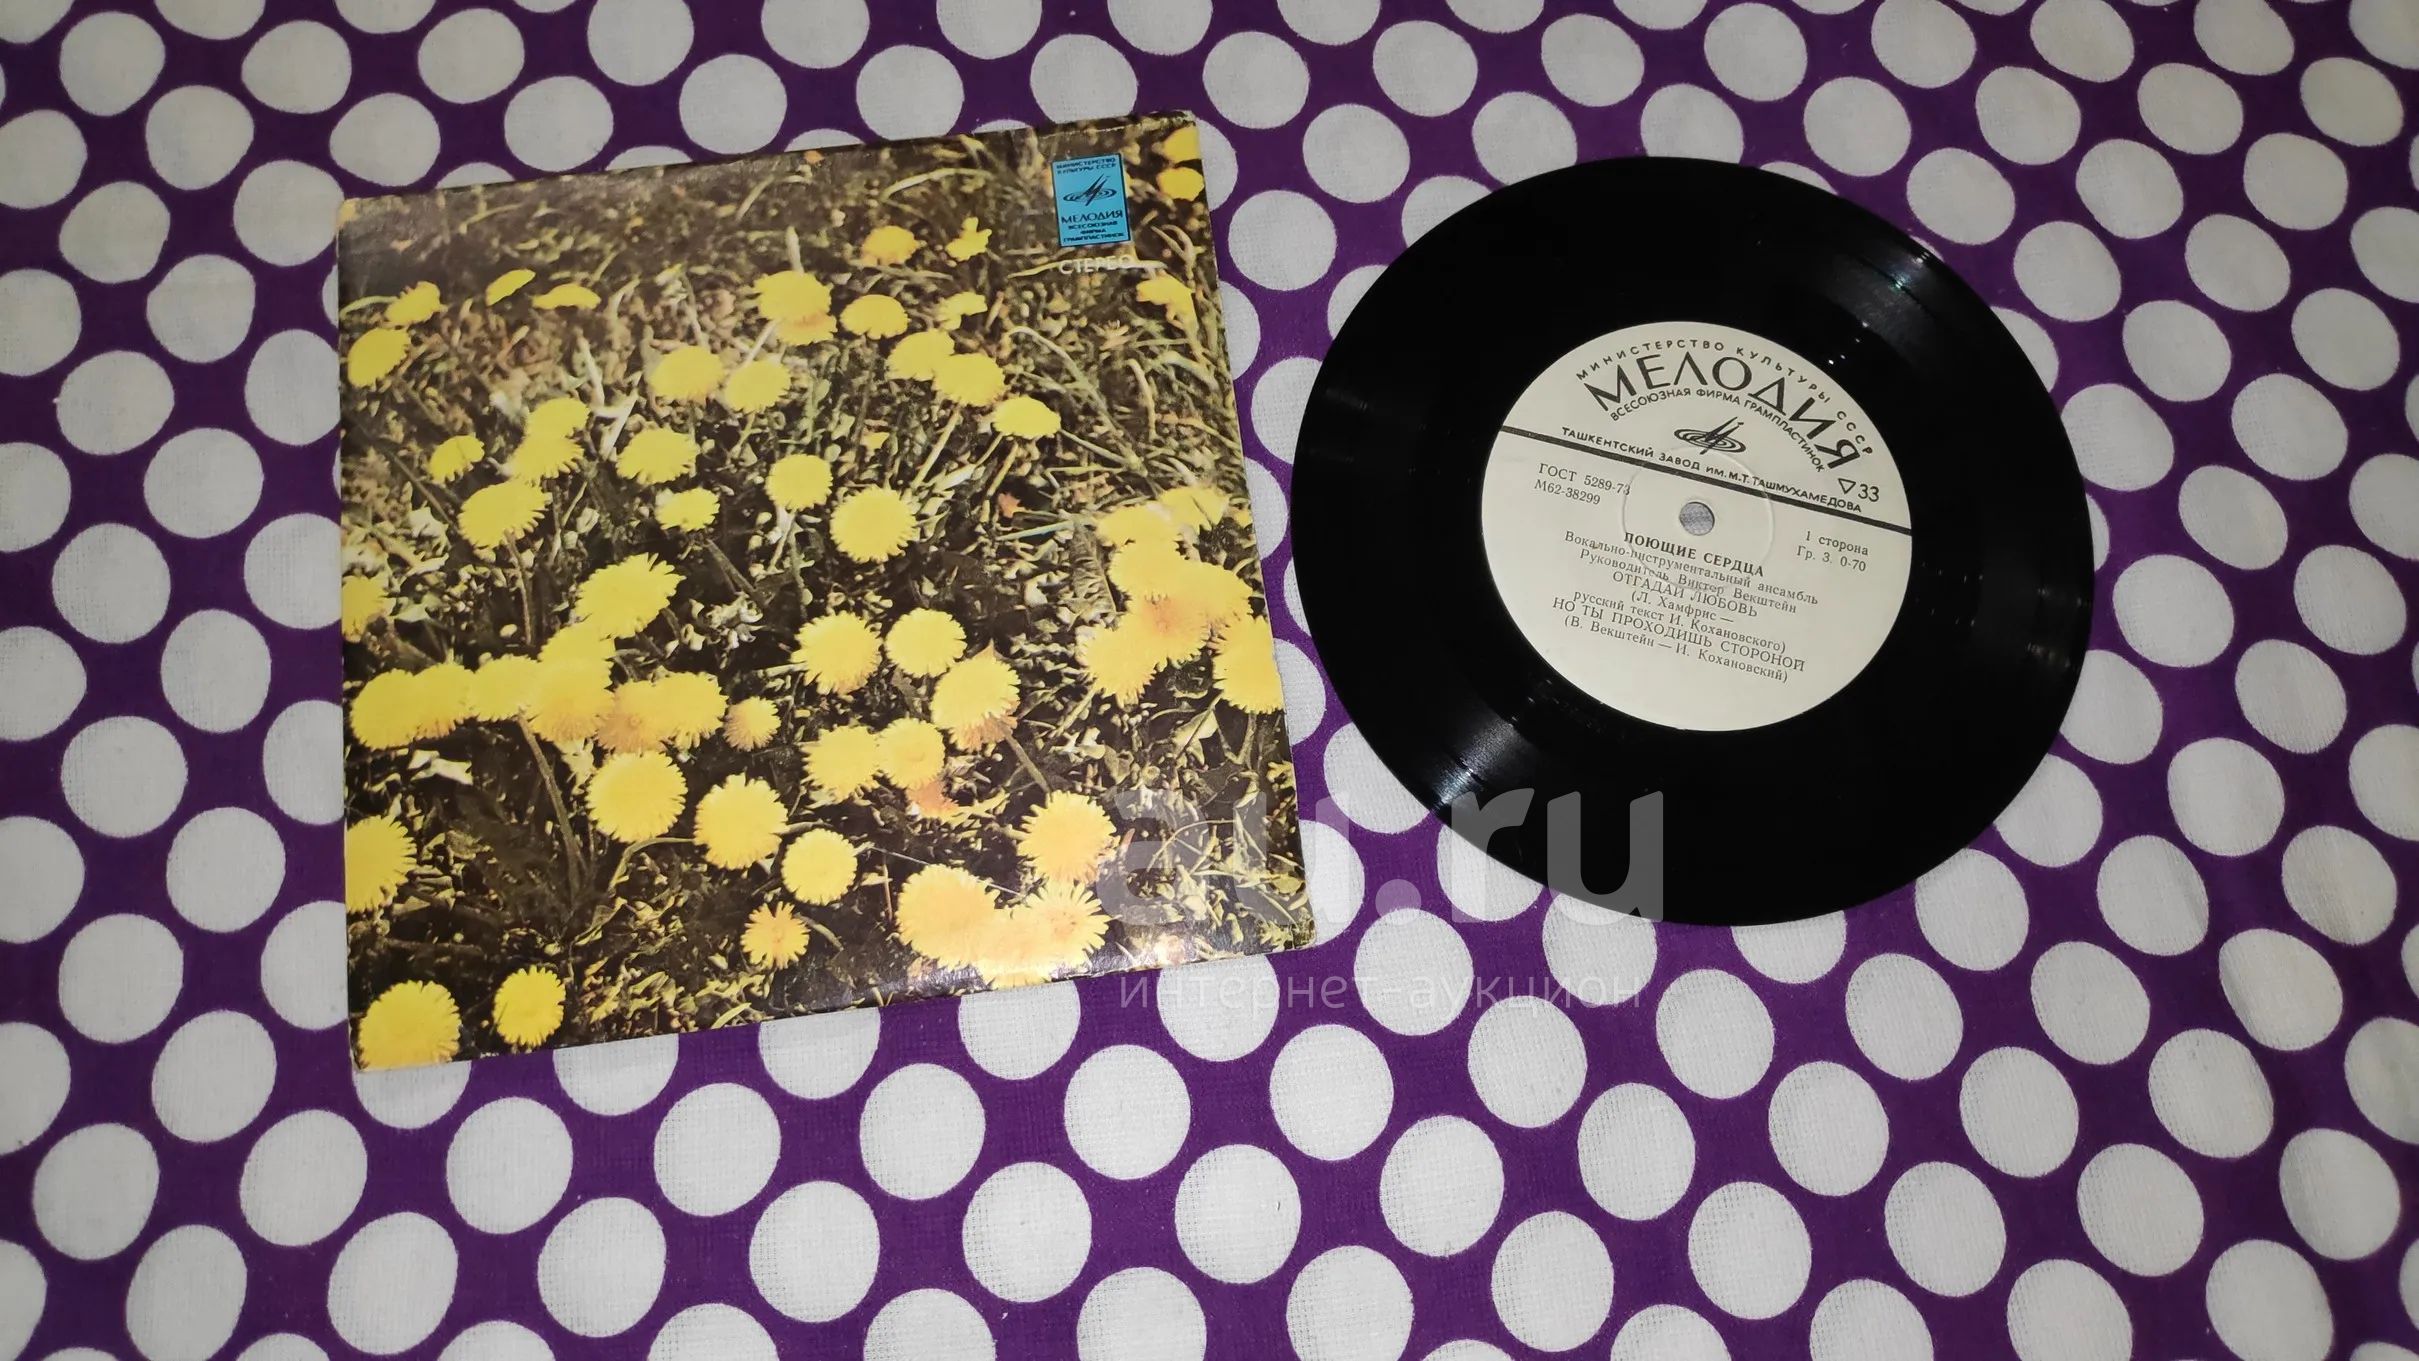 МИНИСТЕРСТВО
КУЛЬТУРЫ СССР
МЕЛОДИЯ
ВСЕСОЮЗНАЯ
ФИРМА
ГРАМПЛАСТИНОК
СТЕРЕО
МИНИСТЕРСТВО КУЛЬТУРЫ СССР
МЕЛОДИЯ
ВСЕСОЮЗНАЯ ФИРМА ГРАМПЛАСТИНОК
ТАШКЕНТСКИЙ ЗАВОД ИМ. М.Т. ТАШМУХАМЕДОВА
33
ГОСТ 5289-73
М62-38299
1 сторона
Гр. 3. 0-70
ПОЮЩИЕ СЕРДЦА
Вокально-инструментальный ансамбль
Руководитель Виктор Векштейн
ОТГАДАЙ ЛЮБОВЬ
(Л. Хамфрис —
русский текст И. Кохановского)
НО ТЫ ПРОХОДИШЬ СТОРОНОЙ
(В. Векштейн — И. Кохановский)
au.ru
интернет-аукцион